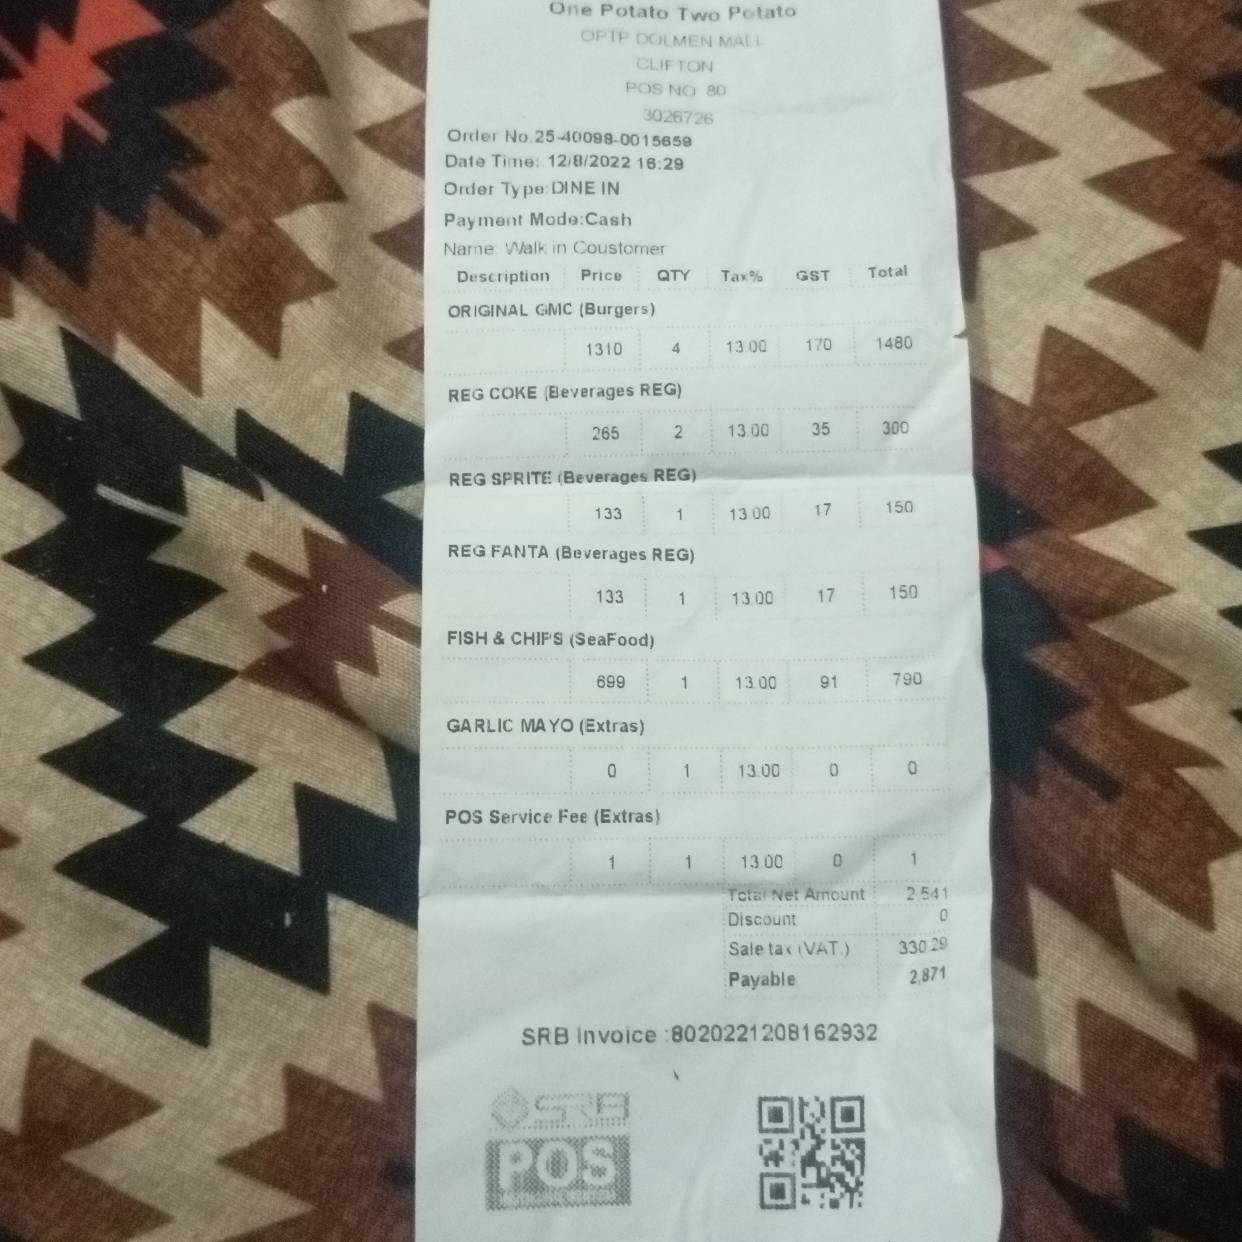 One Potato Two Potato
OPTP DOLMEN MALL
CLIFTON
POS NO 80
3026726
Order No.25-40098-0015659
Date Time: 12/8/2022 16:29
Order Type:DINE IN
Payment Mode:Cash
Name: Walk in Coustomer
Description Price QTY Tax% GST Total
ORIGINAL GMC (Burgers)
1310 4 13.00 170 1480
REG COKE (Beverages REG)
265 2 13.00 35 300
REG SPRITE (Beverages REG)
133 1 13.00 17 150
REG FANTA (Beverages REG)
133 1 13.00 17 150
FISH & CHIPS (SeaFood)
699 1 13.00 91 790
GARLIC MAYO (Extras)
0 1 13.00 0 0
POS Service Fee (Extras)
1 1 13.00 0 1
Total Net Amount 2,541
Discount 0
Sale tax (VAT.) 330.29
Payable 2,871
SRB Invoice :8020221208162932
SRB
POS